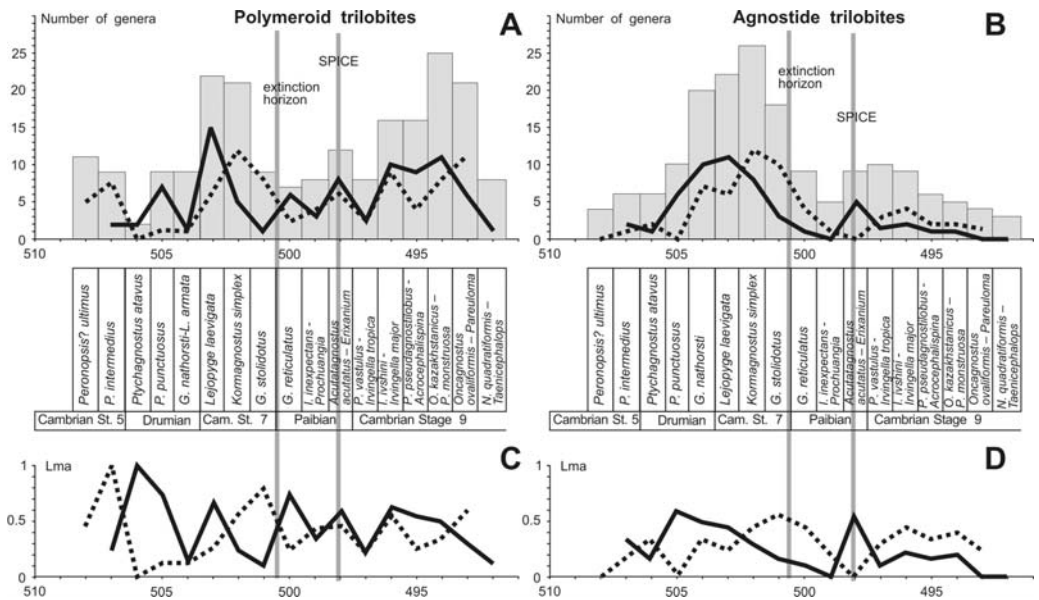 Number of genera
Polymeroid trilobites
A
SPICE
extinction
horizon
25
20
15
10
5
0
510
505
500
495
Peronopsis? ultimus
P. intermedius
Ptychagnostus atavus
P. punctuosus
G. nathorsti-L. armata
Lejopyge laevigata
Kormagnostus simplex
G. stolidotus
G. reticulatus
I. inexpectans -
Prochuangia
Acutatagnostus
acutatus – Erixanium
P. vastulus -
Irvingella tropica
I. ivshini -
Irvingella major
P. pseudagnostilobus -
Acrocephalispina
O. kazakhstanicus –
P. monstruosa
Oncagnostus
ovaliformis – Pareuloma
N. quadratiformis –
Taenicephalops
Cambrian St. 5
Drumian
Cam. St. 7
Paibian
Cambrian Stage 9
Number of genera
Agnostide trilobites
B
extinction
horizon
SPICE
25
20
15
10
5
0
510
505
500
495
Peronopsis? ultimus
P. intermedius
Ptychagnostus atavus
P. punctuosus
G. nathorsti
Lejopyge laevigata
Kormagnostus simplex
G. stolidotus
G. reticulatus
I. inexpectans -
Prochuangia
Acutatagnostus
acutatus – Erixanium
P. vastulus -
Irvingella tropica
I. ivshini -
Irvingella major
P. pseudagnostilobus -
Acrocephalispina
O. kazakhstanicus –
P. monstruosa
Oncagnostus
ovaliformis – Pareuloma
N. quadratiformis –
Taenicephalops
Cambrian St. 5
Drumian
Cam. St. 7
Paibian
Cambrian Stage 9
Lma
C
1
0.5
0
510
505
500
495
Lma
D
1
0.5
0
510
505
500
495